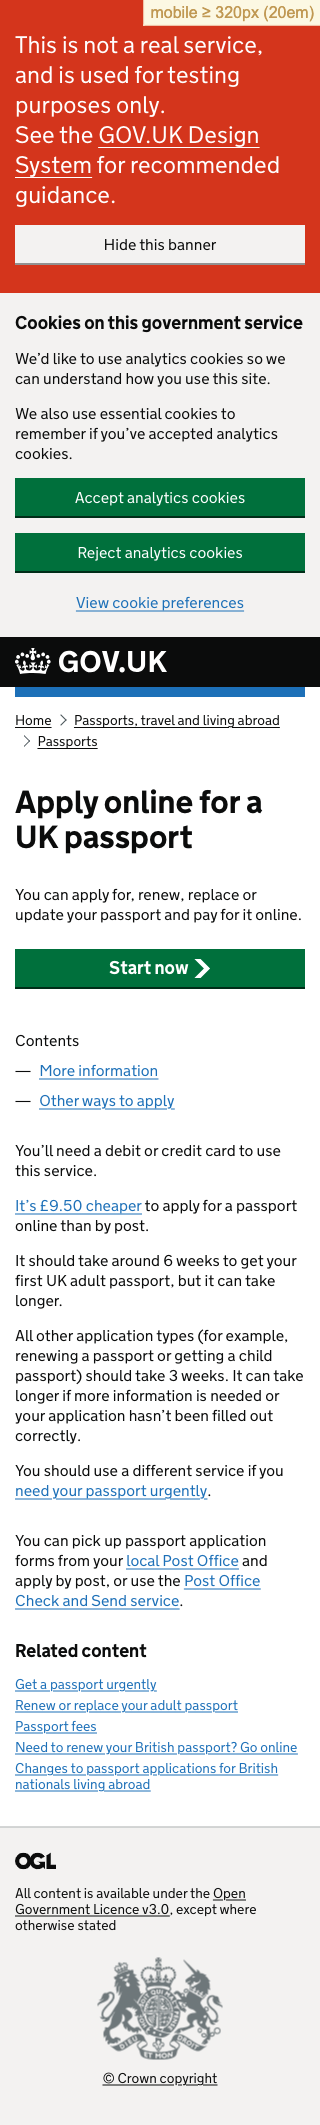 mobile ≥ 320px (20em)
This is not a real service,
and is used for testing
purposes only.
See the GOV.UK Design
System for recommended
guidance.
Hide this banner
Cookies on this government service
We’d like to use analytics cookies so we
can understand how you use this site.
We also use essential cookies to
remember if you’ve accepted analytics
cookies.
Accept analytics cookies
Reject analytics cookies
View cookie preferences
GOV.UK
Home > Passports, travel and living abroad
> Passports
Apply online for a
UK passport
You can apply for, renew, replace or
update your passport and pay for it online.
Start now
Contents
— More information
— Other ways to apply
You’ll need a debit or credit card to use
this service.
It’s £9.50 cheaper to apply for a passport
online than by post.
It should take around 6 weeks to get your
first UK adult passport, but it can take
longer.
All other application types (for example,
renewing a passport or getting a child
passport) should take 3 weeks. It can take
longer if more information is needed or
your application hasn’t been filled out
correctly.
You should use a different service if you
need your passport urgently.
You can pick up passport application
forms from your local Post Office and
apply by post, or use the Post Office
Check and Send service.
Related content
Get a passport urgently
Renew or replace your adult passport
Passport fees
Need to renew your British passport? Go online
Changes to passport applications for British
nationals living abroad
OGL
All content is available under the Open
Government Licence v3.0, except where
otherwise stated
DIEU ET MON
© Crown copyright